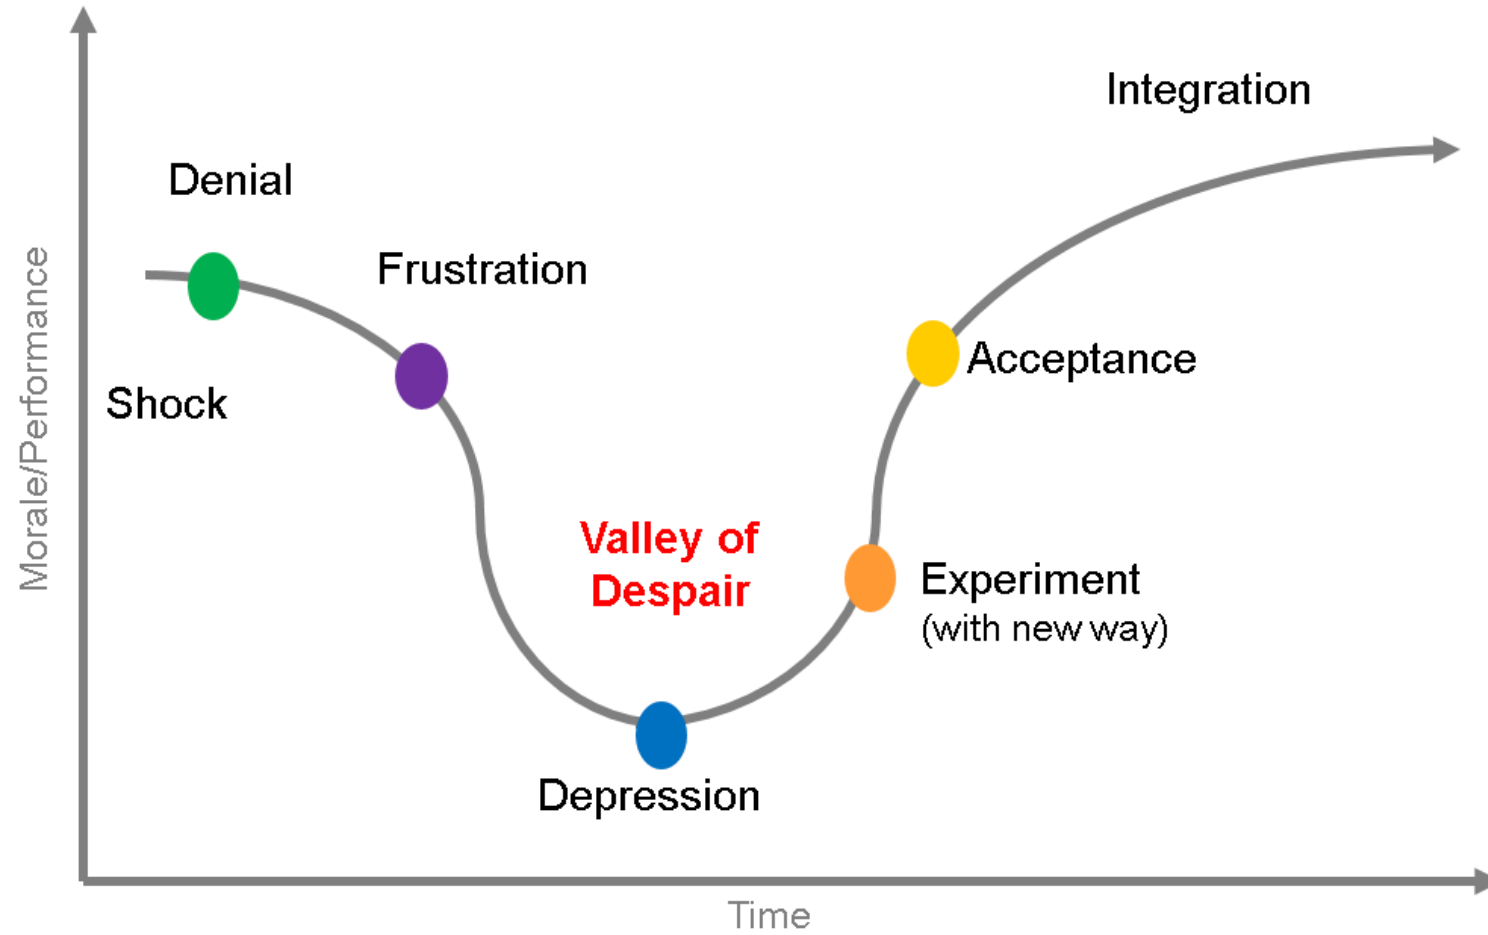 Integration
Denial
Frustration
Acceptance
Shock
Valley of
Despair
Experiment
(with new way)
Depression
Morale/Performance
Time